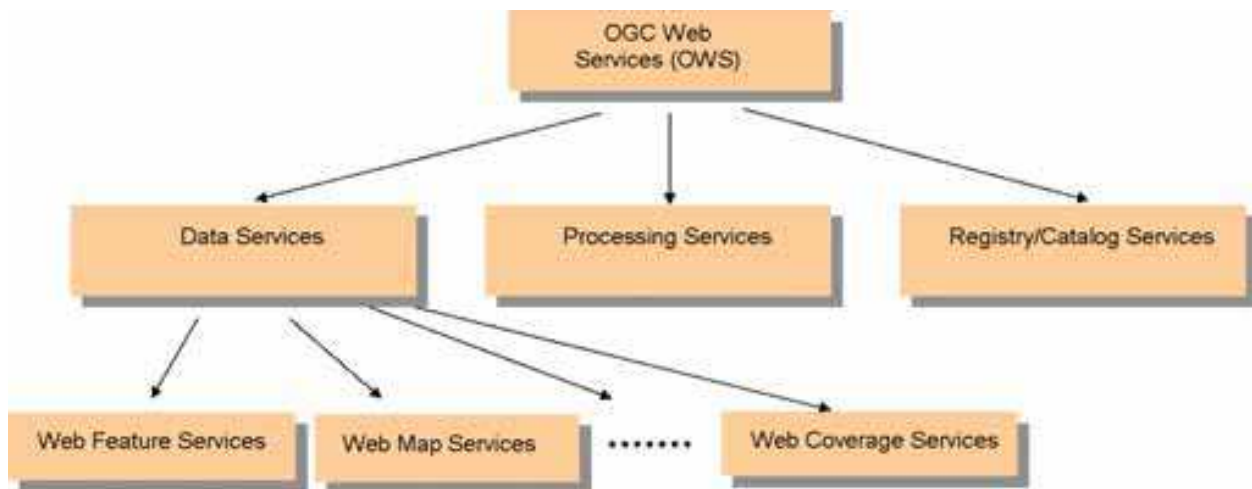 OGC Web
Services (OWS)
Data Services
Processing Services
Registry/Catalog Services
Web Feature Services
Web Map Services
.......
Web Coverage Services